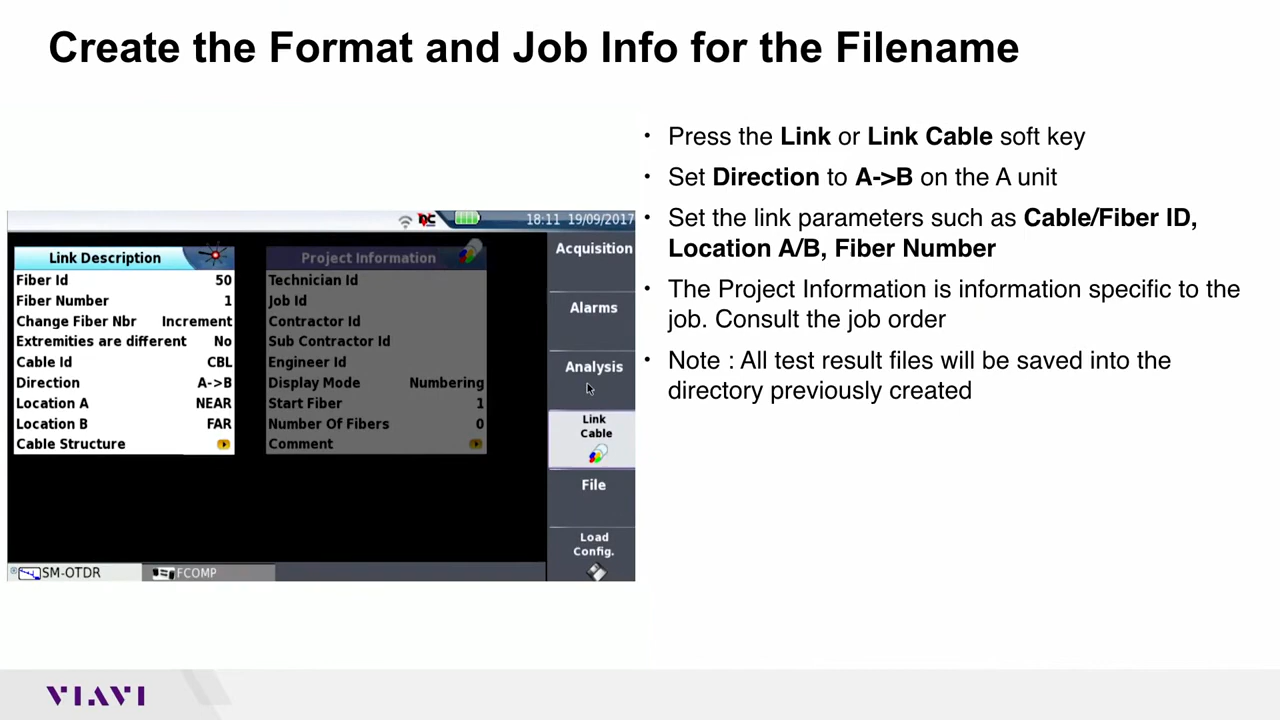 Create the Format and Job Info for the Filename
18:11 19/09/2017
Link Description
Fiber Id 50
Fiber Number 1
Change Fiber Nbr Increment
Extremities are different No
Cable Id CBL
Direction A->B
Location A NEAR
Location B FAR
Cable Structure
Project Information
Technician Id
Job Id
Contractor Id
Sub Contractor Id
Engineer Id
Display Mode Numbering
Start Fiber 1
Number Of Fibers 0
Comment
Acquisition
Alarms
Analysis
Link
Cable
File
Load
Config.
SM-OTDR
FCOMP
• Press the Link or Link Cable soft key
• Set Direction to A->B on the A unit
• Set the link parameters such as Cable/Fiber ID,
Location A/B, Fiber Number
• The Project Information is information specific to the
job. Consult the job order
• Note : All test result files will be saved into the
directory previously created
VIAVI